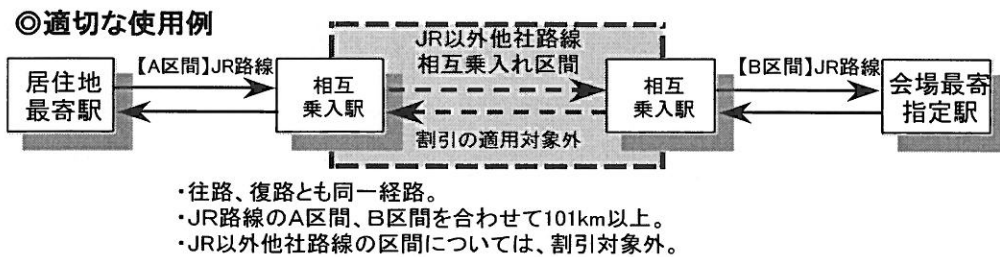 ◎適切な使用例
JR以外他社路線
相互乗入れ区間
居住地
最寄駅
【A区間】JR路線
相互
乗入駅
相互
乗入駅
【B区間】JR路線
会場最寄
指定駅
割引の適用対象外
・往路、復路とも同一経路。
・JR路線のA区間、B区間を合わせて101km以上。
・JR以外他社路線の区間については、割引対象外。